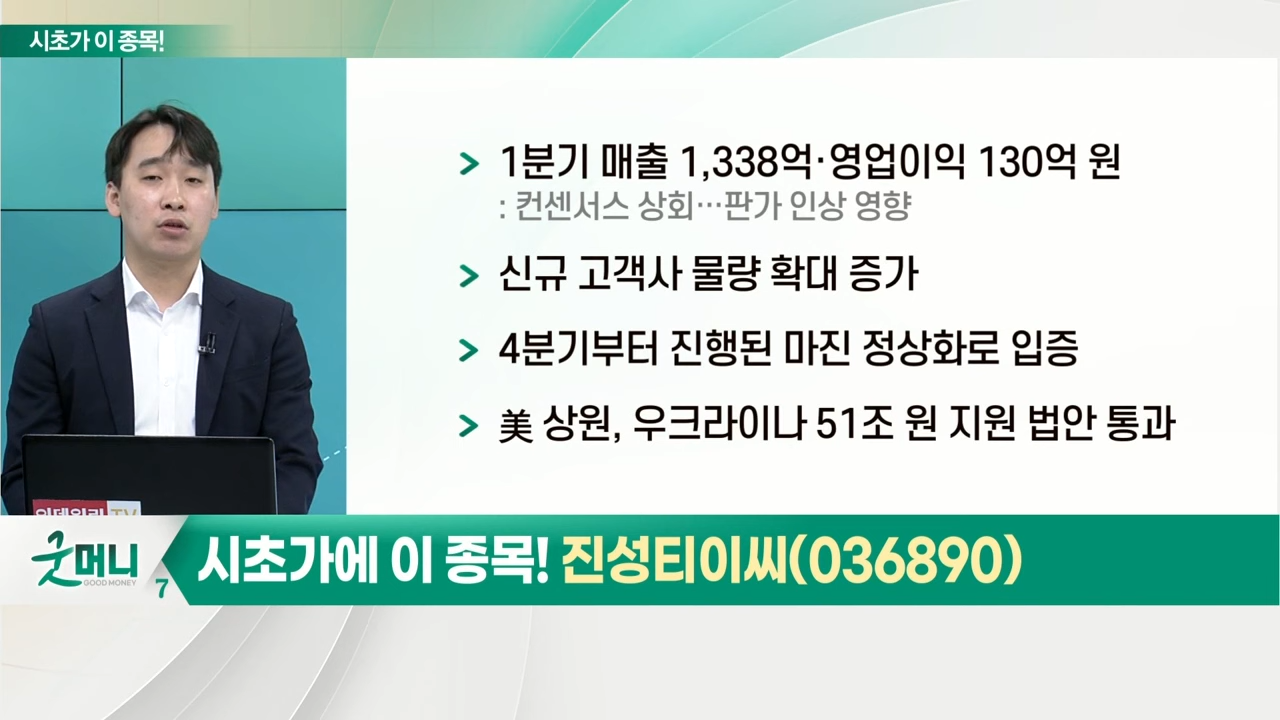 시초가 이 종목!
> 1분기 매출 1,338억·영업이익 130억 원
: 컨센서스 상회…판가 인상 영향
> 신규 고객사 물량 확대 증가
> 4분기부터 진행된 마진 정상화로 입증
> 美 상원, 우크라이나 51조 원 지원 법안 통과
이데일리 TV
굿머니
GOOD MONEY
7
시초가에 이 종목! 진성티이씨(036890)